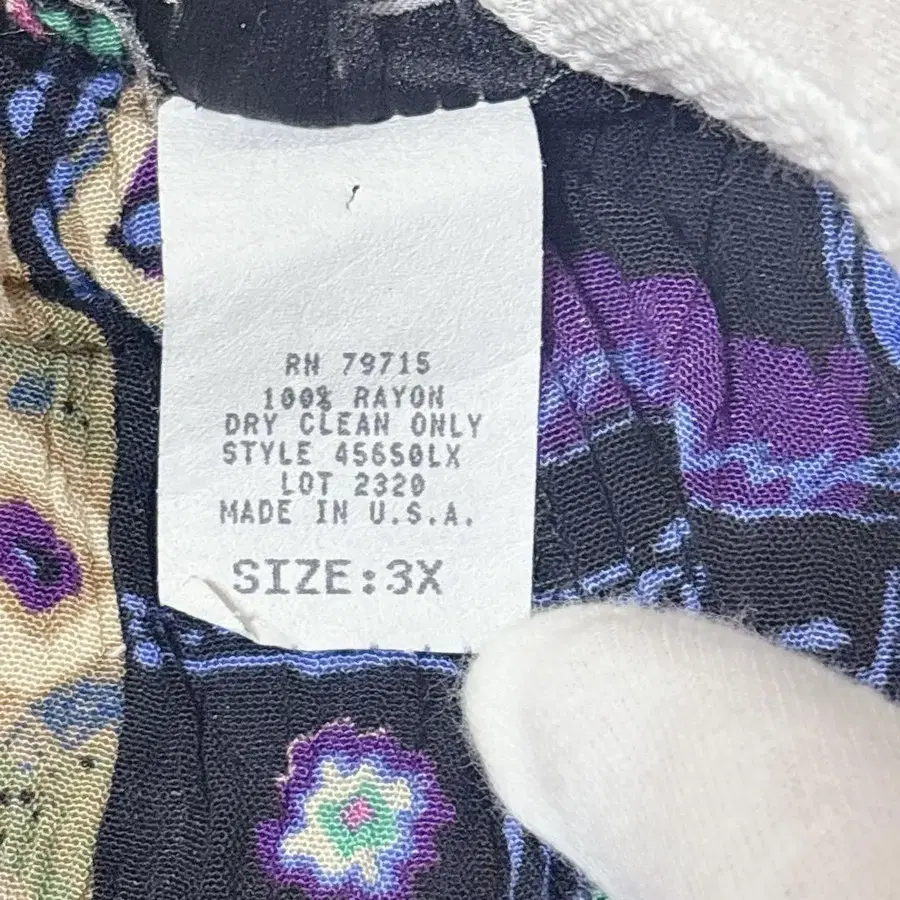 RN 79715
100% RAYON
DRY CLEAN ONLY
STYLE 45650LX
LOT 2320
MADE IN U.S.A.
SIZE:3X